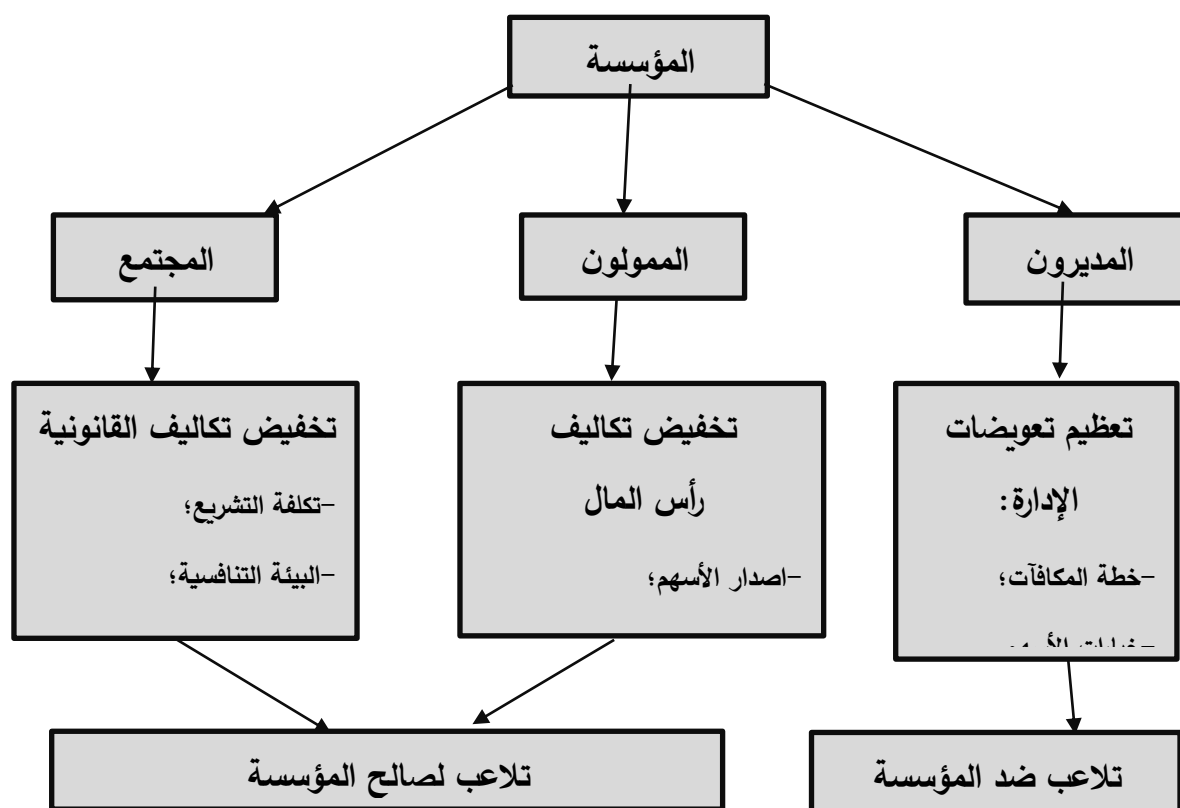 المؤسسة
المديرون
الممولون
المجتمع
تعظيم تعويضات
الإدارة:
-خطة المكافآت؛
تخفيض تكاليف
رأس المال
-اصدار الأسهم؛
تخفيض تكاليف القانونية
-تكلفة التشريع؛
-البيئة التنافسية؛
تلاعب ضد المؤسسة
تلاعب لصالح المؤسسة